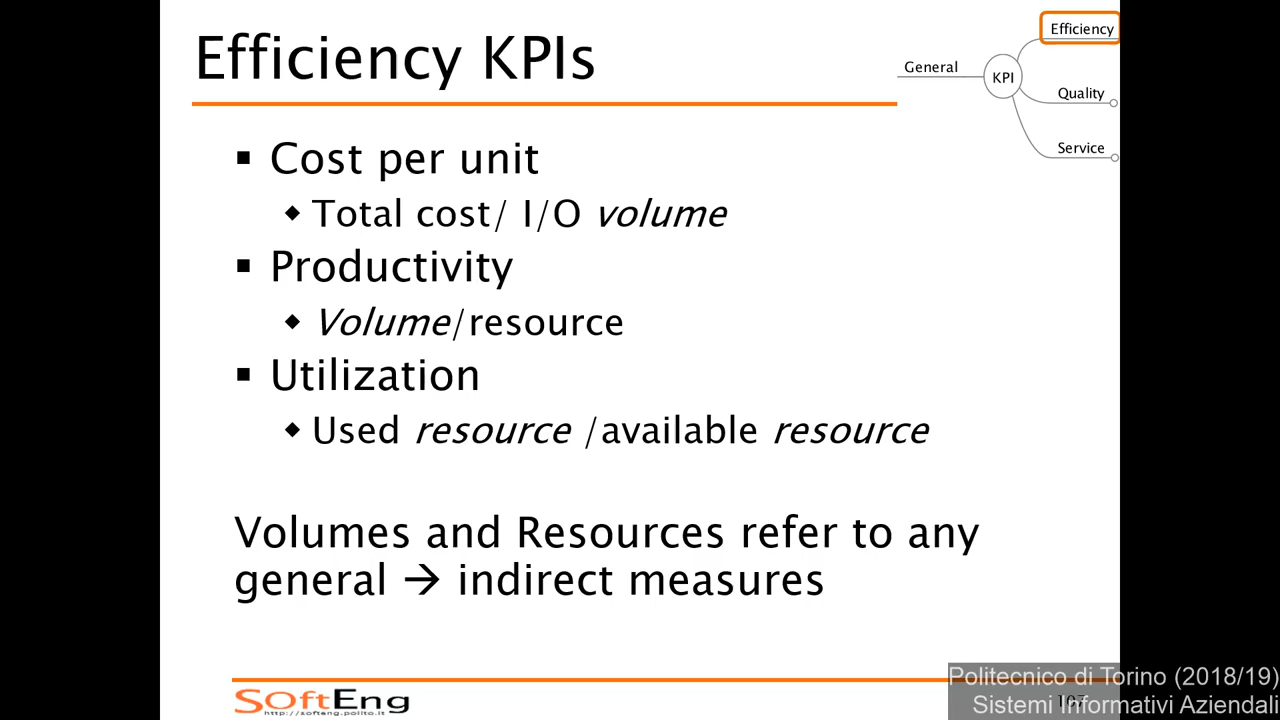 Efficiency KPIs
Efficiency
General
KPI
Quality
Service
▪ Cost per unit
◆ Total cost/ I/O volume
▪ Productivity
◆ Volume/resource
▪ Utilization
◆ Used resource /available resource
Volumes and Resources refer to any
general → indirect measures
SoftEng
http://softeng.polito.it
Politecnico di Torino (2018/19)
Sistemi Informativi Aziendali